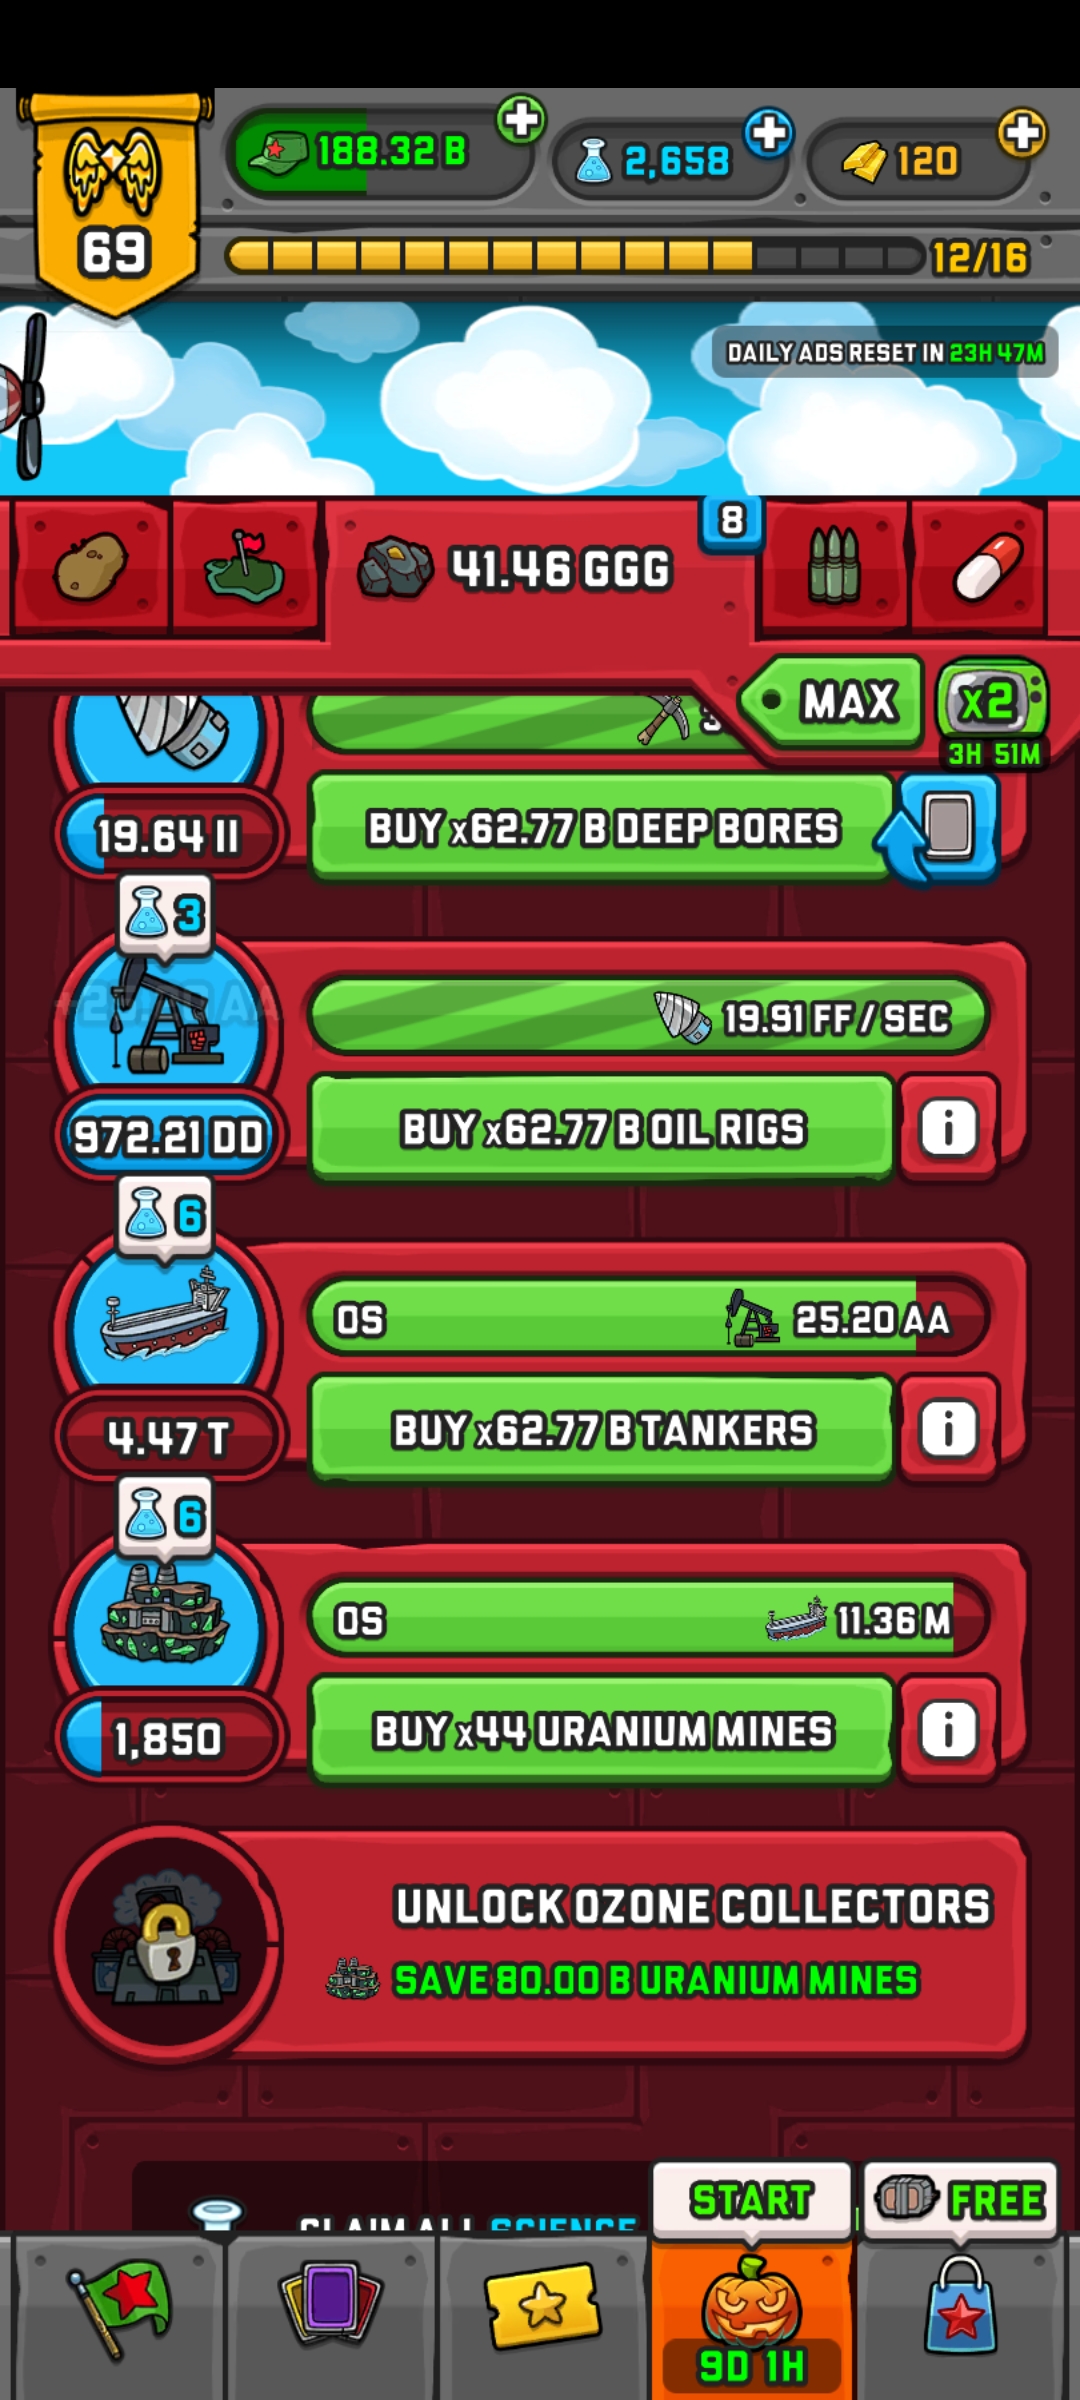 188.32 B
2,658
120
69
12/16
DAILY ADS RESET IN 23H 47M
8
41.46 GGG
MAX
x2
3H 51M
19.64 II
BUY x62.77 B DEEP BORES
3
19.91 FF / SEC
972.21 DD
BUY x62.77 B OIL RIGS
6
0S
25.20 AA
4.47 T
BUY x62.77 B TANKERS
6
0S
11.36 M
1,850
BUY x44 URANIUM MINES
UNLOCK OZONE COLLECTORS
SAVE 80.00 B URANIUM MINES
CLAIM ALL SCIENCE
START
FREE
9D 1H